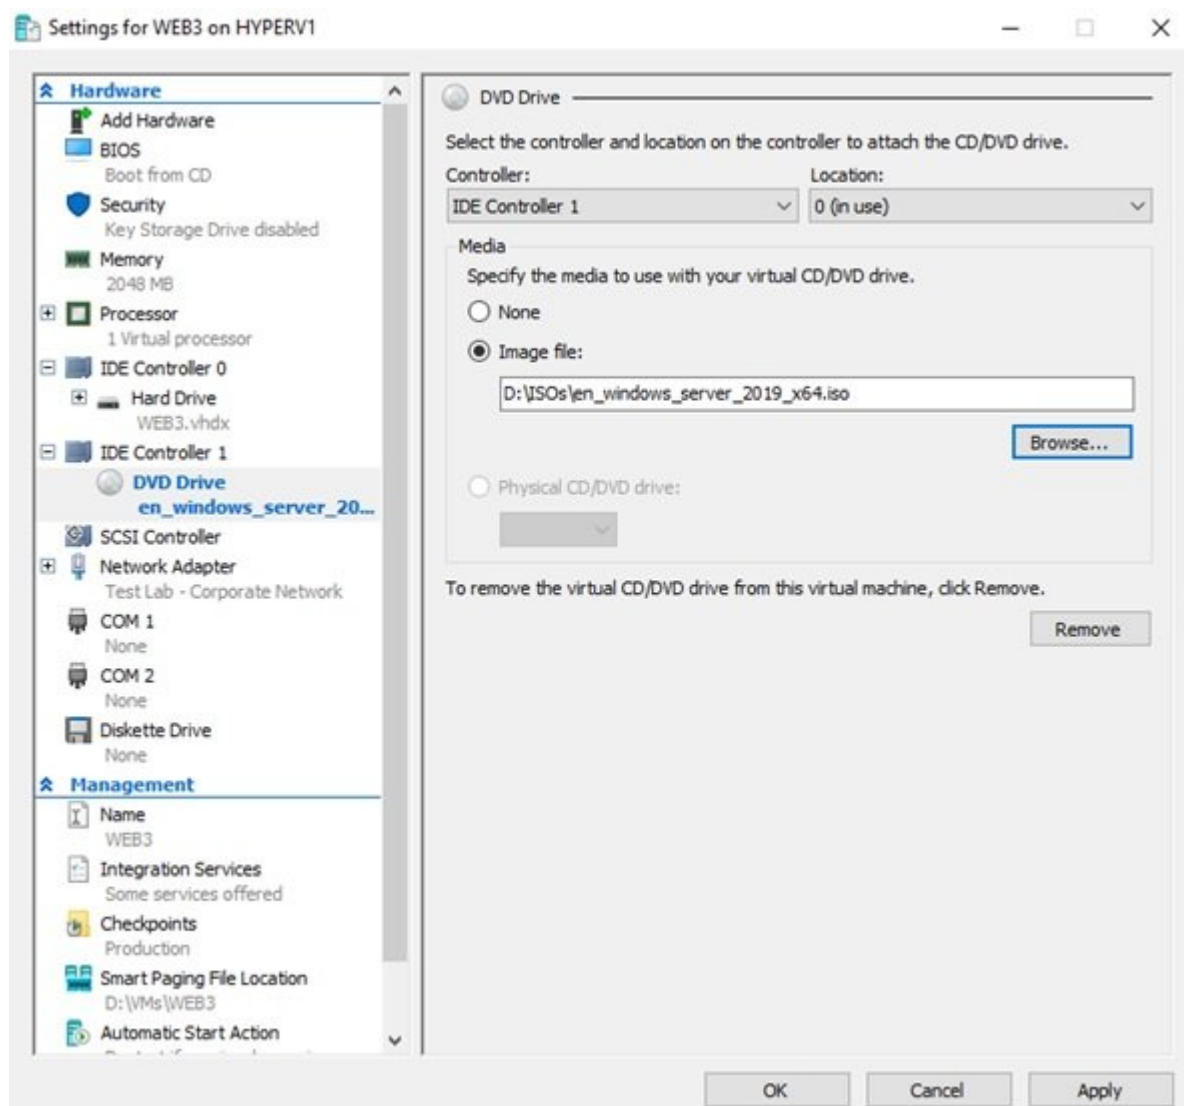 Settings for WEB3 on HYPERV1
Hardware
Add Hardware
BIOS
Boot from CD
Security
Key Storage Drive disabled
Memory
2048 MB
Processor
1 Virtual processor
IDE Controller 0
Hard Drive
WEB3.vhdx
IDE Controller 1
DVD Drive
en_windows_server_20...
SCSI Controller
Network Adapter
Test Lab - Corporate Network
COM 1
None
COM 2
None
Diskette Drive
None
Management
Name
WEB3
Integration Services
Some services offered
Checkpoints
Production
Smart Paging File Location
D:\VMs\WEB3
Automatic Start Action
DVD Drive
Select the controller and location on the controller to attach the CD/DVD drive.
Controller: Location:
IDE Controller 1 0 (in use)
Media
Specify the media to use with your virtual CD/DVD drive.
None
Image file:
D:\ISOs\en_windows_server_2019_x64.iso
Browse...
Physical CD/DVD drive:
To remove the virtual CD/DVD drive from this virtual machine, click Remove.
Remove
OK Cancel Apply